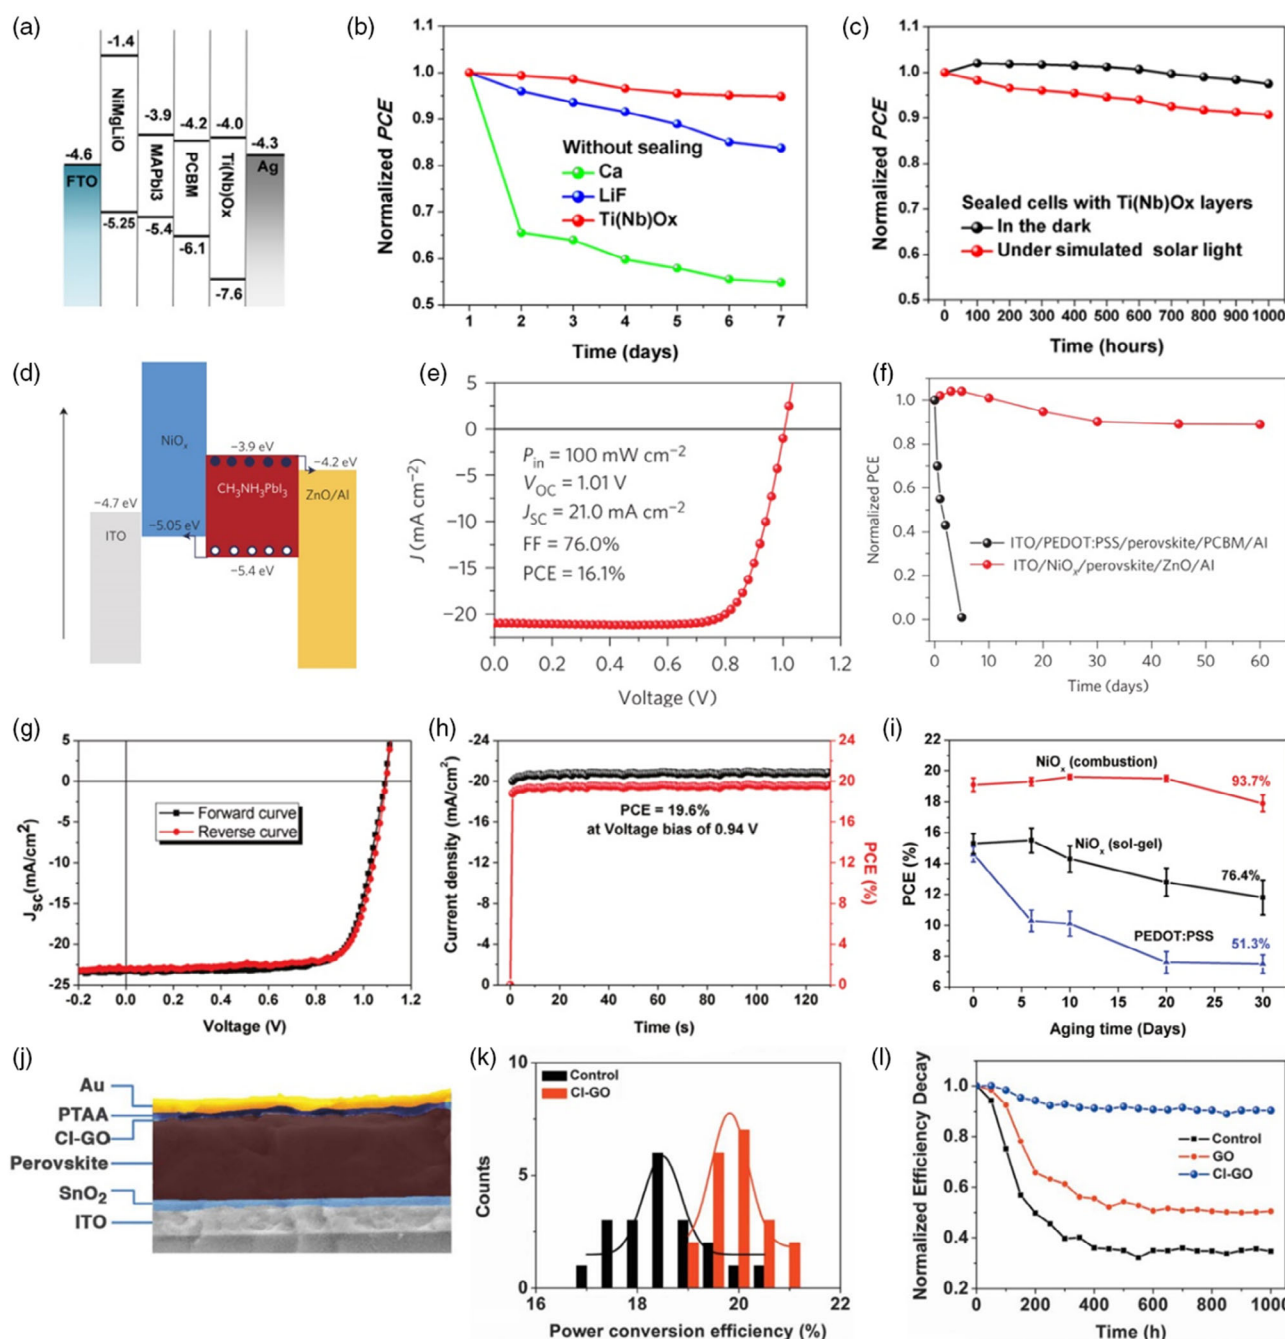 (a)
-1.4
NiMgLiO
-3.9
-4.2
-4.0
-4.6
-4.3
FTO
MAPbI3
PCBM
Ti(Nb)Ox
Ag
-5.25
-5.4
-6.1
-7.6
(b)
1.1
1.0
0.9
0.8
0.7
0.6
0.5
Normalized PCE
Without sealing
Ca
LiF
Ti(Nb)Ox
1 2 3 4 5 6 7
Time (days)
(c)
1.1
1.0
0.9
0.8
0.7
0.6
0.5
Normalized PCE
Sealed cells with Ti(Nb)Ox layers
In the dark
Under simulated solar light
0 100 200 300 400 500 600 700 800 900 1000
Time (hours)
(d)
NiOx
−3.9 eV
−4.2 eV
CH3NH3PbI3
ZnO/Al
−4.7 eV
−5.05 eV
ITO
−5.4 eV
(e)
5
0
−5
−10
−15
−20
J (mA cm−2)
Pin = 100 mW cm−2
VOC = 1.01 V
JSC = 21.0 mA cm−2
FF = 76.0%
PCE = 16.1%
0.0 0.2 0.4 0.6 0.8 1.0 1.2
Voltage (V)
(f)
1.0
0.8
0.6
0.4
0.2
0.0
Normalized PCE
ITO/PEDOT:PSS/perovskite/PCBM/Al
ITO/NiOx/perovskite/ZnO/Al
0 10 20 30 40 50 60
Time (days)
(g)
5
0
-5
-10
-15
-20
-25
JSC(mA/cm2)
Forward curve
Reverse curve
-0.2 0.0 0.2 0.4 0.6 0.8 1.0 1.2
Voltage (V)
(h)
-24
-20
-16
-12
-8
-4
0
Current density (mA/cm2)
PCE = 19.6%
at Voltage bias of 0.94 V
24
20
16
12
8
4
0
PCE (%)
0 20 40 60 80 100 120
Time (s)
(i)
22
20
18
16
14
12
10
8
6
PCE (%)
NiOx (combustion)
93.7%
NiOx (sol-gel)
76.4%
PEDOT:PSS
51.3%
0 5 10 15 20 25 30
Aging time (Days)
(j)
Au
PTAA
Cl-GO
Perovskite
SnO2
ITO
(k)
10
5
0
Counts
Control
Cl-GO
16 18 20 22
Power conversion efficiency (%)
(l)
1.0
0.8
0.6
0.4
0.2
Normalized Efficiency Decay
Control
GO
Cl-GO
0 200 400 600 800 1000
Time (h)